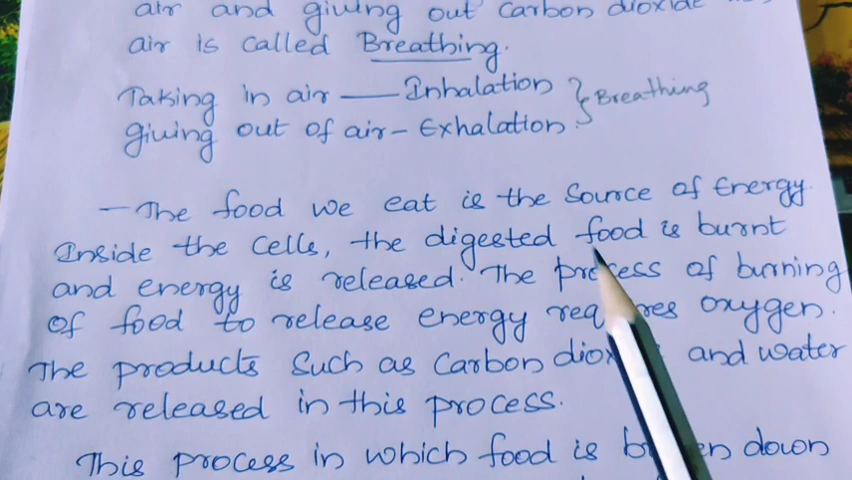 air and giving out Carbon dioxide
air is called Breathing.
Taking in air — Inhalation } Breathing
giving out of air - Exhalation.
- The food we eat is the Source of Energy.
Inside the cells, the digested food is burnt
and energy is released. The process of burning
of food to release energy requires oxygen.
The products Such as Carbon dioxide and water
are released in this process.
This process in which food is broken down